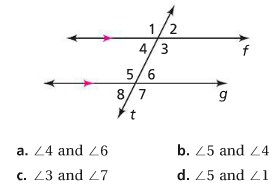 1 2
4 3 f
5 6
8 7 g
t
a. ∠4 and ∠6 b. ∠5 and ∠4
c. ∠3 and ∠7 d. ∠5 and ∠1